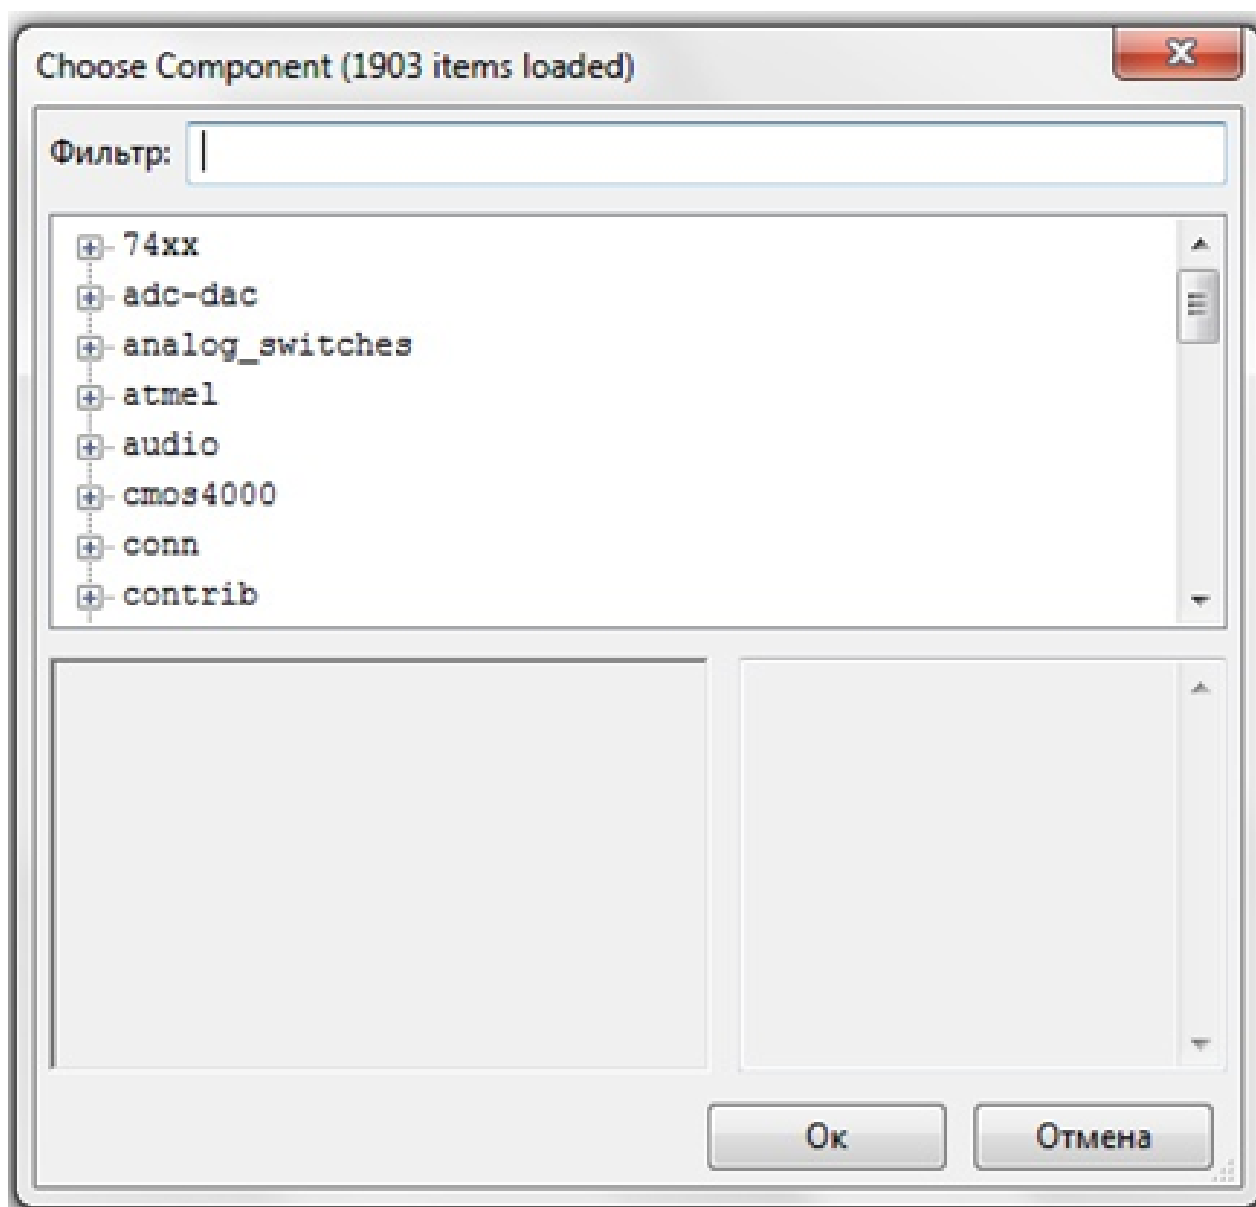 Choose Component (1903 items loaded)
Фильтр:
74xx
adc-dac
analog_switches
atmel
audio
cmos4000
conn
contrib
Ок Отмена